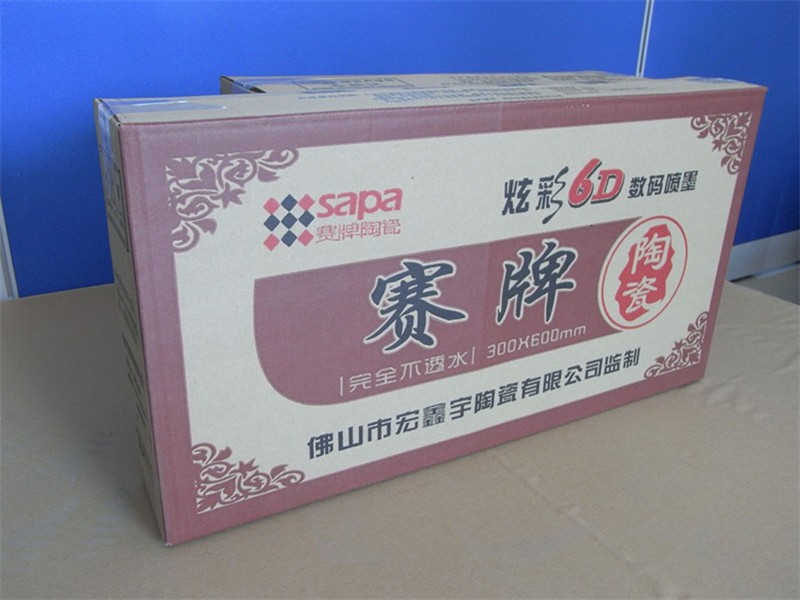 sapa
赛牌陶瓷
炫彩6D数码喷墨
赛牌
陶瓷
完全不透水 300X600mm
佛山市宏鑫宇陶瓷有限公司监制